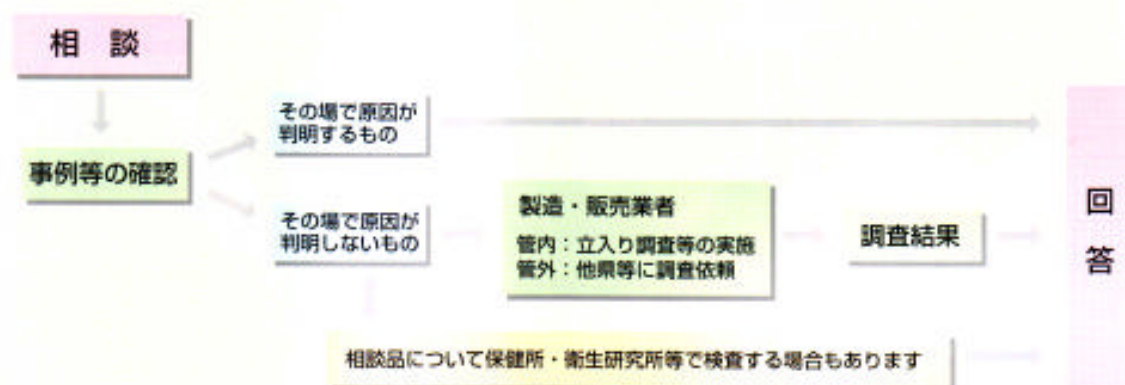 相 談
事例等の確認
その場で原因が
判明するもの
その場で原因が
判明しないもの
製造・販売業者
管内：立入り調査等の実施
管外：他県等に調査依頼
調査結果
相談品について保健所・衛生研究所等で検査する場合もあります
回答